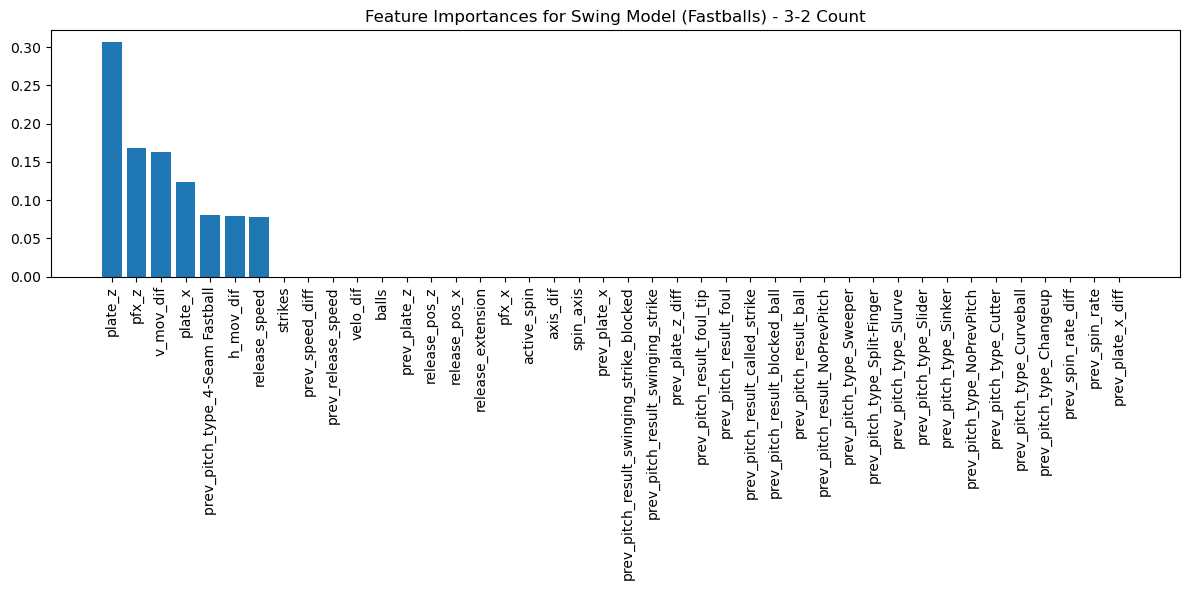 Feature Importances for Swing Model (Fastballs) - 3-2 Count
0.30
0.25
0.20
0.15
0.10
0.05
0.00
plate_z
pfx_z
v_mov_dif
plate_x
prev_pitch_type_4-Seam Fastball
h_mov_dif
release_speed
strikes
prev_speed_diff
prev_release_speed
velo_dif
balls
prev_plate_z
release_pos_z
release_pos_x
release_extension
pfx_x
active_spin
axis_dif
spin_axis
prev_plate_x
prev_pitch_result_swinging_strike_blocked
prev_pitch_result_swinging_strike
prev_plate_z_diff
prev_pitch_result_foul_tip
prev_pitch_result_foul
prev_pitch_result_called_strike
prev_pitch_result_blocked_ball
prev_pitch_result_ball
prev_pitch_result_NoPrevPitch
prev_pitch_type_Sweeper
prev_pitch_type_Split-Finger
prev_pitch_type_Slurve
prev_pitch_type_Slider
prev_pitch_type_Sinker
prev_pitch_type_NoPrevPitch
prev_pitch_type_Cutter
prev_pitch_type_Curveball
prev_pitch_type_Changeup
prev_spin_rate_diff
prev_spin_rate
prev_plate_x_diff